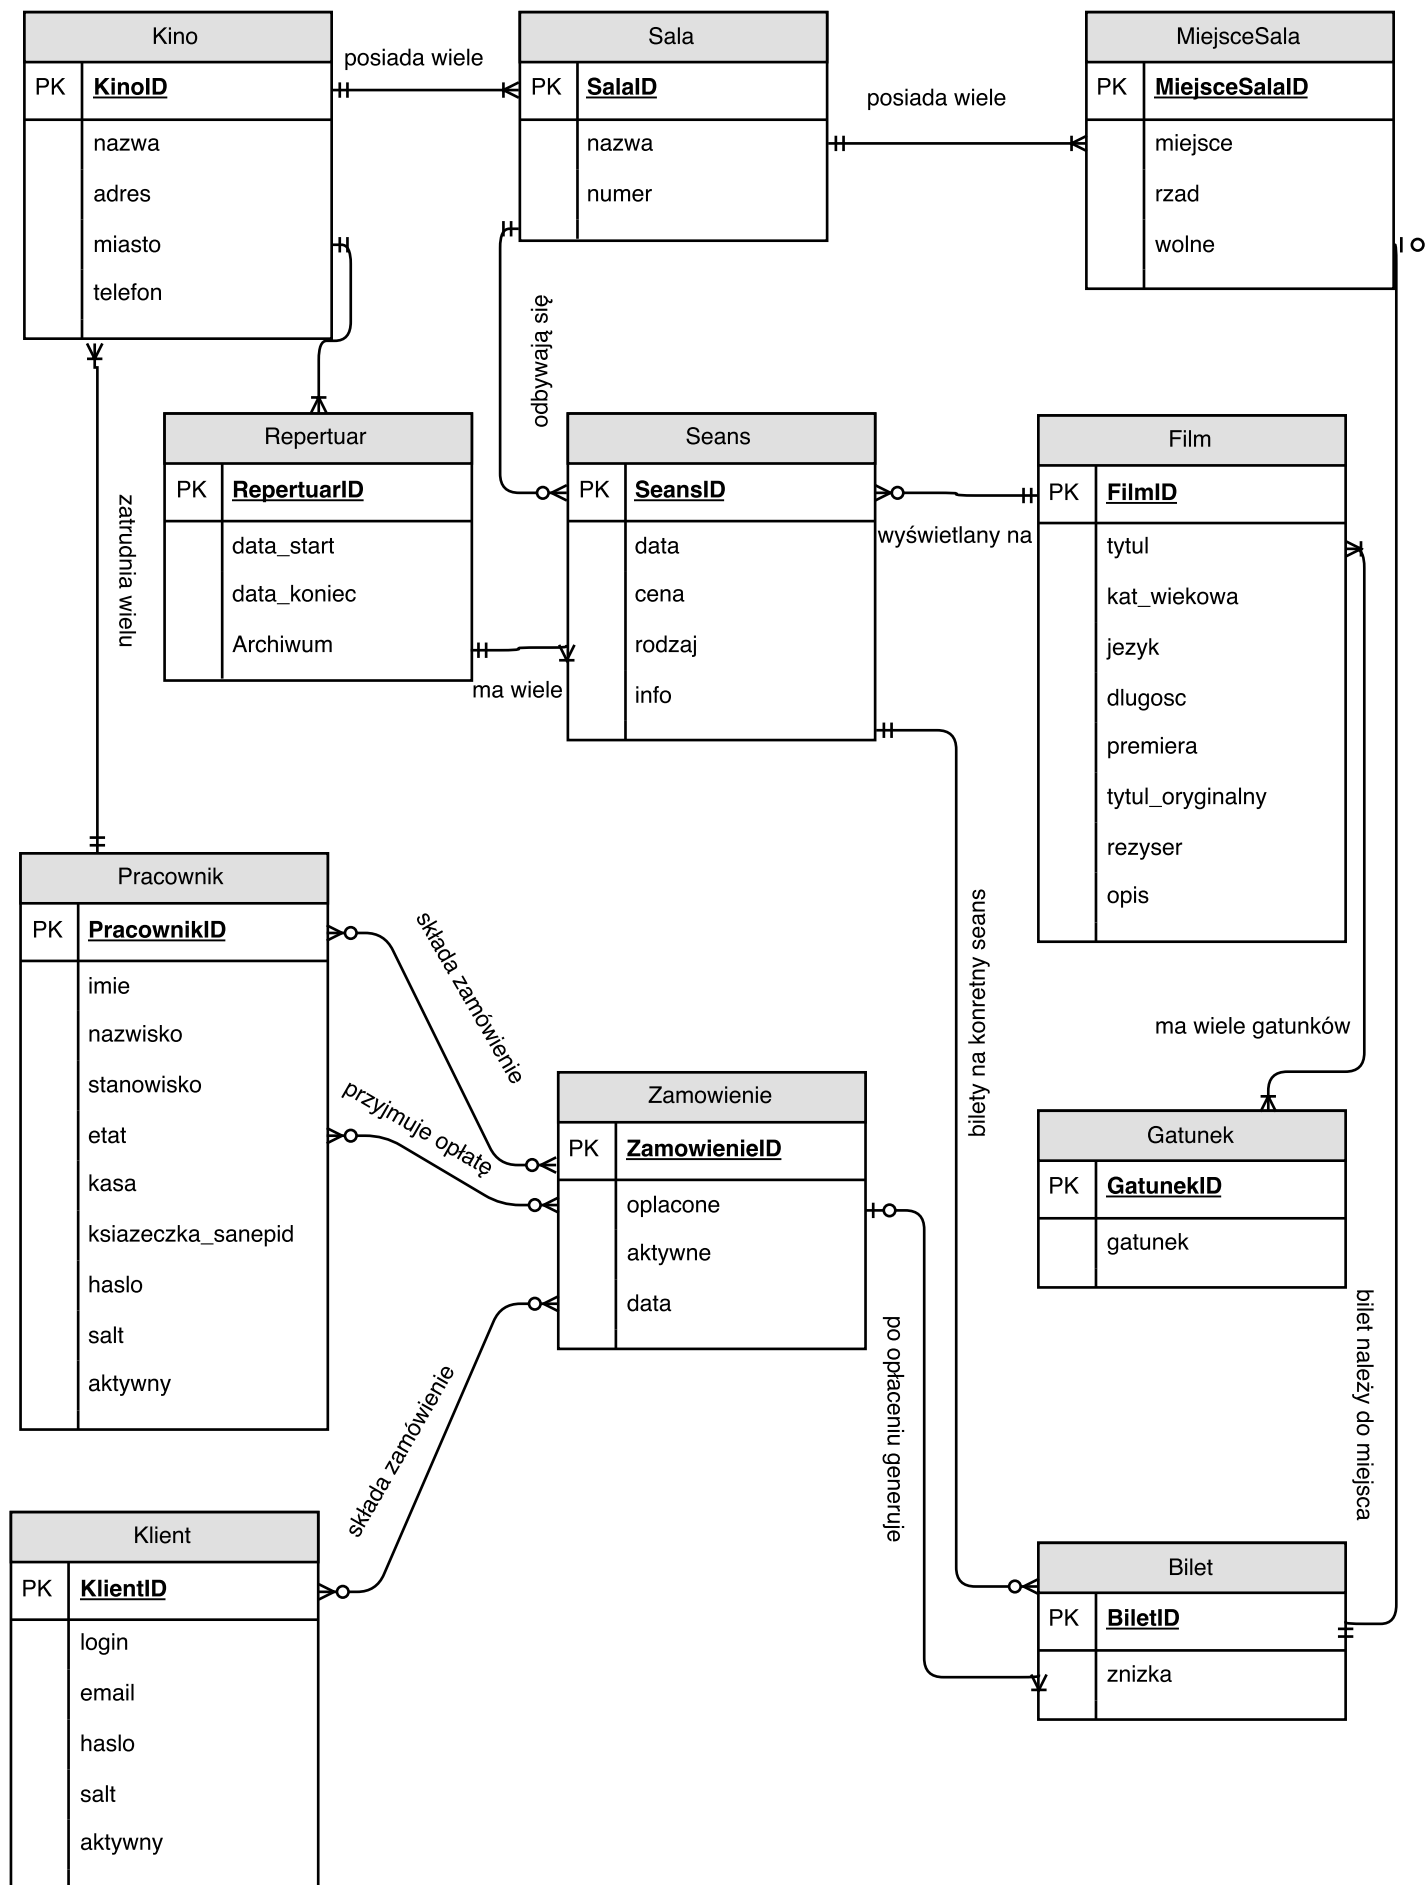 Kino
PK KinoID
nazwa
adres
miasto
telefon
posiada wiele
Sala
PK SalaID
nazwa
numer
posiada wiele
MiejsceSala
PK MiejsceSalaID
miejsce
rzad
wolne
odbywają się
zatrudnia wielu
Repertuar
PK RepertuarID
data_start
data_koniec
Archiwum
ma wiele
Seans
PK SeansID
data
cena
rodzaj
info
wyświetlany na
Film
PK FilmID
tytul
kat_wiekowa
jezyk
dlugosc
premiera
tytul_oryginalny
rezyser
opis
Pracownik
PK PracownikID
imie
nazwisko
stanowisko
etat
kasa
ksiazeczka_sanepid
haslo
salt
aktywny
składa zamówienie
przyjmuje opłatę
składa zamówienie
Zamowienie
PK ZamowienieID
oplacone
aktywne
data
po opłaceniu generuje
bilety na konretny seans
ma wiele gatunków
Gatunek
PK GatunekID
gatunek
bilet należy do miejsca
Klient
PK KlientID
login
email
haslo
salt
aktywny
Bilet
PK BiletID
znizka